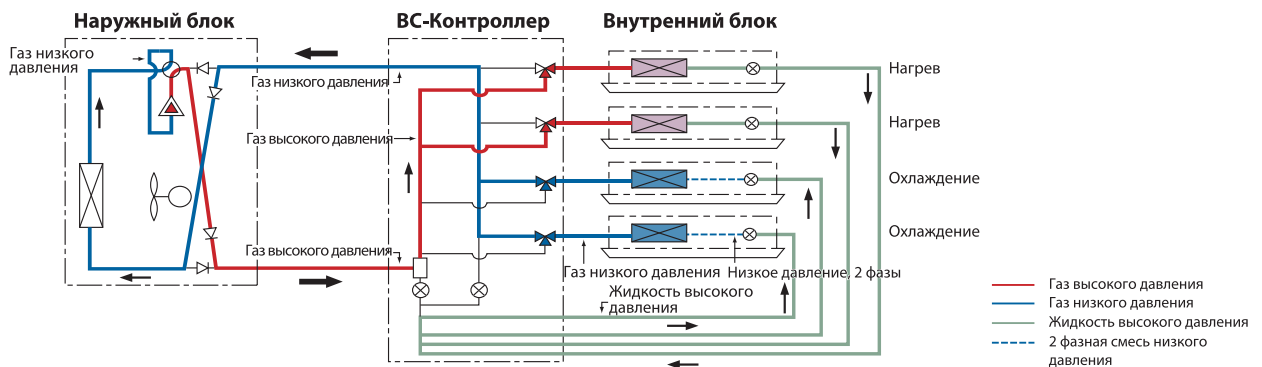 Наружный блок
ВС-Контроллер
Внутренний блок
Газ низкого
давления
Газ низкого давления
Нагрев
Газ высокого давления
Нагрев
Охлаждение
Охлаждение
Газ высокого давления
Газ низкого давления
Низкое давление, 2 фазы
Жидкость высокого
давления
Газ высокого давления
Газ низкого давления
Жидкость высокого давления
2 фазная смесь низкого
давления